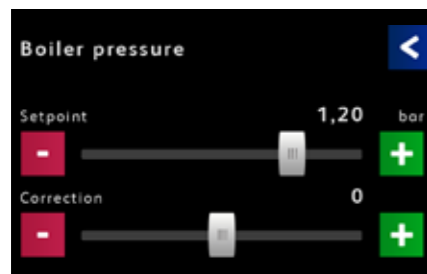 Boiler pressure <
Setpoint 1,20 bar
- +
Correction 0
- +